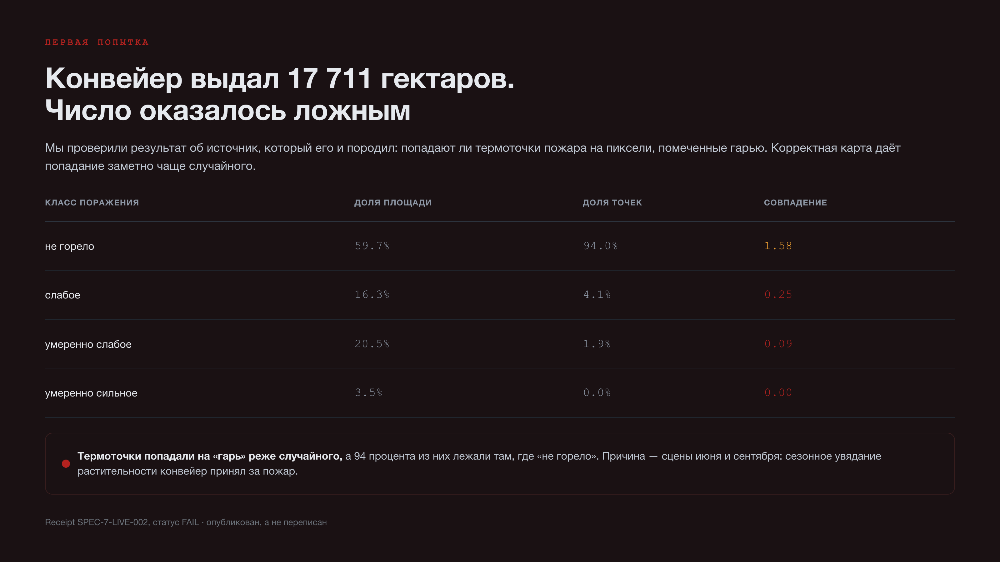 ПЕРВАЯ ПОПЫТКА
Конвейер выдал 17 711 гектаров.
Число оказалось ложным
Мы проверили результат об источник, который его и породил: попадают ли термоточки пожара на пиксели, помеченные гарью. Корректная карта даёт
попадание заметно чаще случайного.
КЛАСС ПОРАЖЕНИЯ ДОЛЯ ПЛОЩАДИ ДОЛЯ ТОЧЕК СОВПАДЕНИЕ
не горело 59.7% 94.0% 1.58
слабое 16.3% 4.1% 0.25
умеренно слабое 20.5% 1.9% 0.09
умеренно сильное 3.5% 0.0% 0.00
Термоточки попадали на «гарь» реже случайного, а 94 процента из них лежали там, где «не горело». Причина — сцены июня и сентября: сезонное увядание
растительности конвейер принял за пожар.
Receipt SPEC-7-LIVE-002, статус FAIL · опубликован, а не переписан